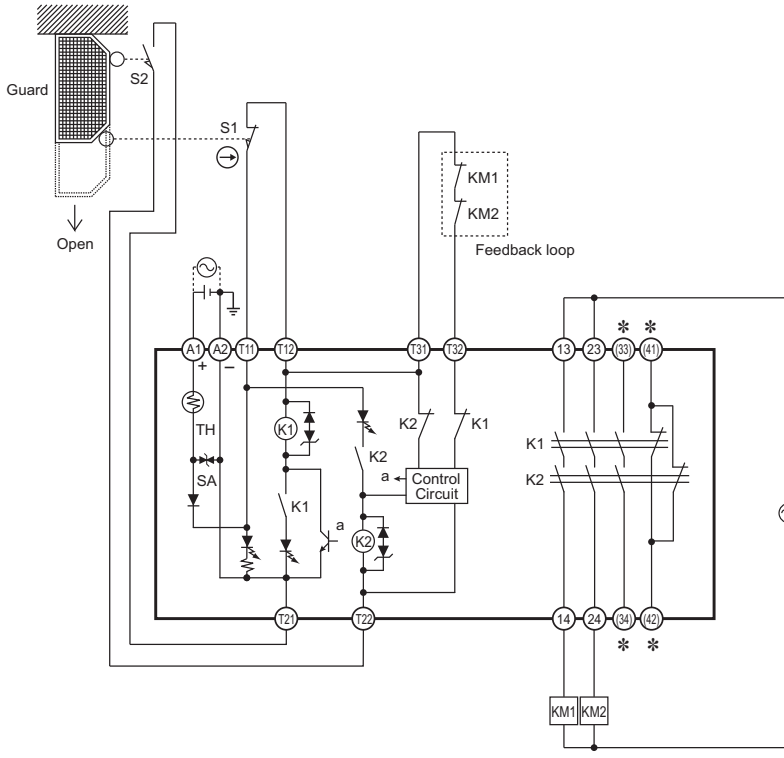 S2
Guard
S1
KM1
KM2
Feedback loop
Open
A1
A2
T11
T12
T31
T32
13
23
(33)
(41)
✻
✻
+
−
TH
SA
K1
K1
K2
a
K2
K2
K1
a
Control
Circuit
K1
K2
T21
T22
14
24
(34)
(42)
✻
✻
KM1
KM2